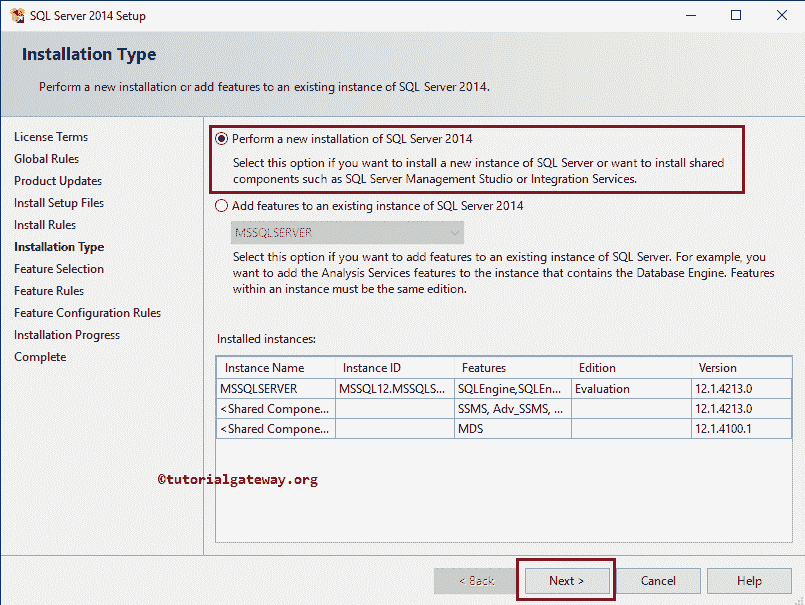 SQL Server 2014 Setup
Installation Type
Perform a new installation or add features to an existing instance of SQL Server 2014.
License Terms
Global Rules
Product Updates
Install Setup Files
Install Rules
Installation Type
Feature Selection
Feature Rules
Feature Configuration Rules
Installation Progress
Complete
Perform a new installation of SQL Server 2014
Select this option if you want to install a new instance of SQL Server or want to install shared
components such as SQL Server Management Studio or Integration Services.
Add features to an existing instance of SQL Server 2014
MSSQLSERVER
Select this option if you want to add features to an existing instance of SQL Server. For example, you
want to add the Analysis Services features to the instance that contains the Database Engine. Features
within an instance must be the same edition.
Installed instances:
Instance Name Instance ID Features Edition Version
MSSQLSERVER MSSQL12.MSSQLS... SQLEngine,SQLEn... Evaluation 12.1.4213.0
<Shared Compone... SSMS, Adv_SSMS, ... 12.1.4213.0
<Shared Compone... MDS 12.1.4100.1
©tutorialgateway.org
< Back Next > Cancel Help